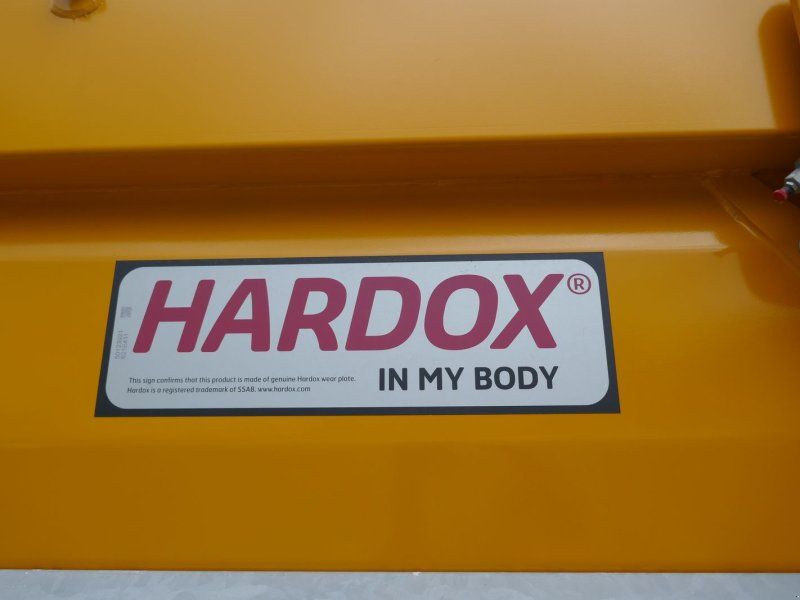 HARDOX®
IN MY BODY
This sign confirms that this product is made of genuine Hardox wear plate.
Hardox is a registered trademark of SSAB. www.hardox.com